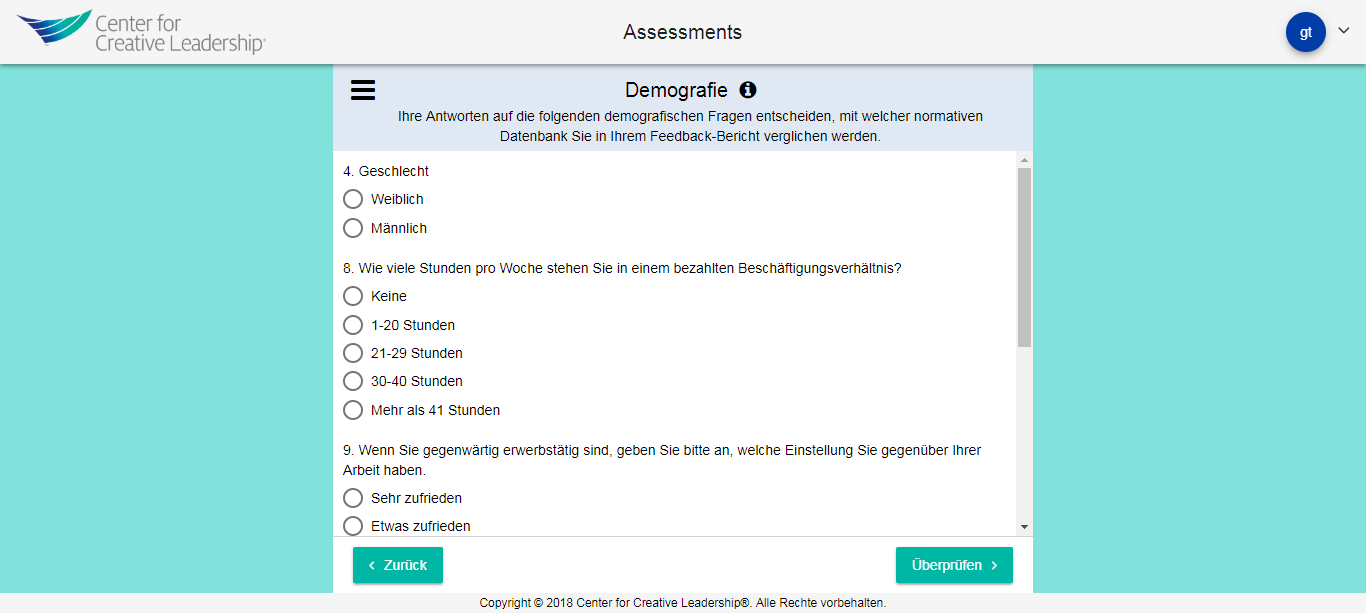 Center for
Creative Leadership®
Assessments
gt
Demografie
Ihre Antworten auf die folgenden demografischen Fragen entscheiden, mit welcher normativen
Datenbank Sie in Ihrem Feedback-Bericht verglichen werden.
4. Geschlecht
Weiblich
Männlich
8. Wie viele Stunden pro Woche stehen Sie in einem bezahlten Beschäftigungsverhältnis?
Keine
1-20 Stunden
21-29 Stunden
30-40 Stunden
Mehr als 41 Stunden
9. Wenn Sie gegenwärtig erwerbstätig sind, geben Sie bitte an, welche Einstellung Sie gegenüber Ihrer
Arbeit haben.
Sehr zufrieden
Etwas zufrieden
Zurück
Überprüfen
Copyright © 2018 Center for Creative Leadership®. Alle Rechte vorbehalten.